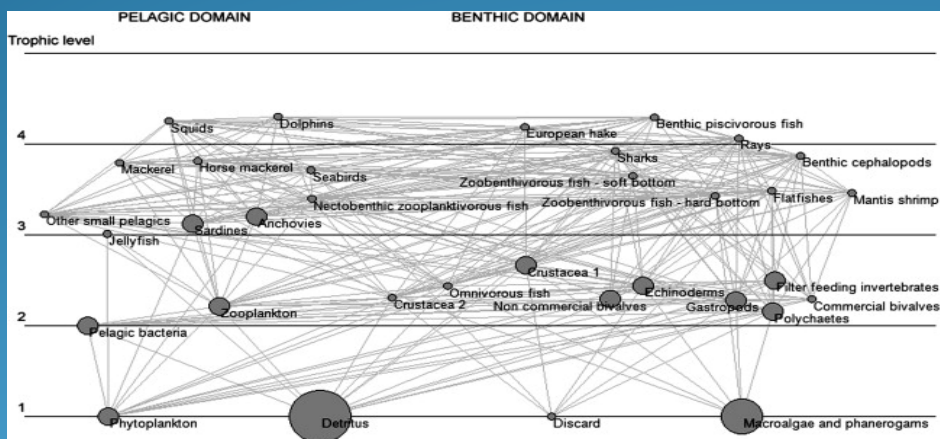 PELAGIC DOMAIN BENTHIC DOMAIN
Trophic level
Squids Dolphins European hake Benthic piscivorous fish
4
Rays
Mackerel Horse mackerel Seabirds Sharks Benthic cephalopods
Zoobenthivorous fish - soft bottom
Nectobenthic zooplanktivorous fish Zoobenthivorous fish - hard bottom Flatfishes Mantis shrimp
Other small pelagics Sardines Anchovies
3
Jellyfish
Crustacea 1
Omnivorous fish Echinoderms Filter feeding invertebrates
Zooplankton Crustacea 2 Non commercial bivalves Gastropods Commercial bivalves
2
Pelagic bacteria Polychaetes
1
Phytoplankton Detritus Discard Macroalgae and phanerogams